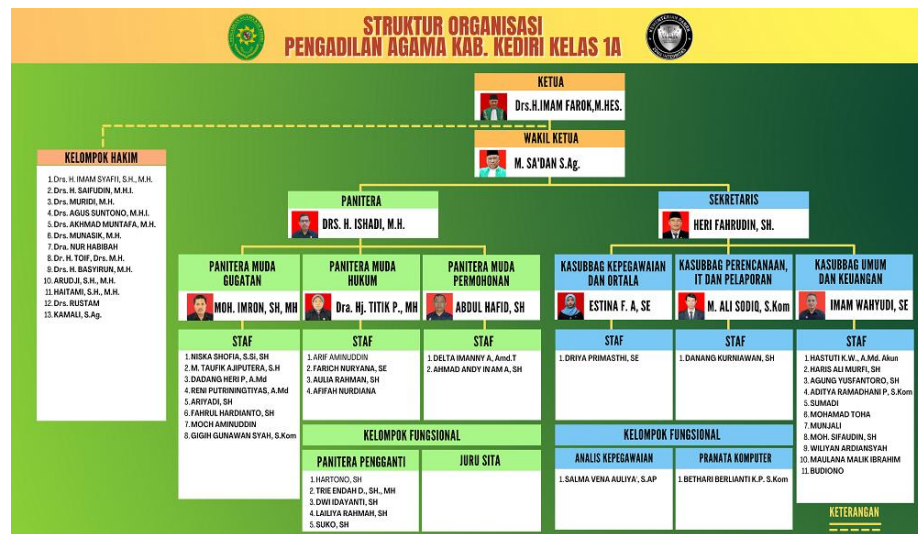 STRUKTUR ORGANISASI
PENGADILAN AGAMA KAB. KEDIRI KELAS 1A
KETUA
Drs.H.IMAM FAROK,M.HES.
WAKIL KETUA
M. SA'DAN S.Ag.
KELOMPOK HAKIM
1.Drs. H. IMAM SYAFII, S.H., M.H.
2.Drs. H. SAIFUDIN, M.H.I.
3.Drs. MURIDI, M.H.
4.Drs. AGUS SUNTONO, M.H.I.
5.Drs. AKHMAD MUNTAFA, M.H.
6.Drs. MUNASIK, M.H.
7.Dra. NUR HABIBAH
8.Dr. H. TOIF, Drs. M.H.
9.Drs. H. BASYIRUN, M.H.
10.ARUDJI, S.H., M.H.
11.HAITAMI, S.H., M.H.
12.Drs. RUSTAM
13.KAMALI, S.Ag.
PANITERA
DRS. H. ISHADI, M.H.
SEKRETARIS
HERI FAHRUDIN, SH.
PANITERA MUDA
GUGATAN
MOH. IMRON, SH, MH
PANITERA MUDA
HUKUM
Dra. Hj. TITIK P., MH
PANITERA MUDA
PERMOHONAN
ABDUL HAFID, SH
KASUBBAG KEPEGAWAIAN
DAN ORTALA
ESTINA F. A, SE
KASUBBAG PERENCANAAN,
IT DAN PELAPORAN
M. ALI SODIQ, S.Kom
KASUBBAG UMUM
DAN KEUANGAN
IMAM WAHYUDI, SE
STAF
1.NISKA SHOFIA, S.Si, SH
2.M. TAUFIK AJIPUTERA, S.H
3.DADANG HERI P, A.Md
4.RENI PUTRININGTIYAS, A.Md
5.ARIYADI, SH
6.FAHRUL HARDIANTO, SH
7.MOCH AMINUDDIN
8.GIGIH GUNAWAN SYAH, S.Kom
STAF
1.ARIF AMINUDDIN
2.FARICH NURYANA, SE
3.AULIA RAHMAN, SH
4.AFIFAH NURDIANA
STAF
1.DELTA IMANNY A, Amd.T
2.AHMAD ANDY IN AM A, SH
STAF
1.DRIYA PRIMASTHI, SE
STAF
1.DANANG KURNIAWAN, SH
STAF
1.HASTUTI K.W., A.Md. Akun
2.HARIS ALI MURFI, SH
3.AGUNG YUSFANTORO, SH
4.ADITYA RAMADHANI P, S.Kom
5.SUMADI
6.MOHAMAD TOHA
7.MUNJALI
8.MOH. SIFAUDIN, SH
9.WILIYAN ARDIANSYAH
10.MAULANA MALIK IBRAHIM
11.BUDIONO
KELOMPOK FUNGSIONAL
PANITERA PENGGANTI
1.HARTONO, SH
2.TRIE ENDAH D., SH., MH
3.DWI IDAYANTI, SH
4.LAILIYA RAHMAH, SH
5.SUKO, SH
JURU SITA
KELOMPOK FUNGSIONAL
ANALIS KEPEGAWAIAN
1.SALMA VENA AULIYA', S.AP
PRANATA KOMPUTER
1.BETHARI BERLIANTI K.P. S.Kom
KETERANGAN